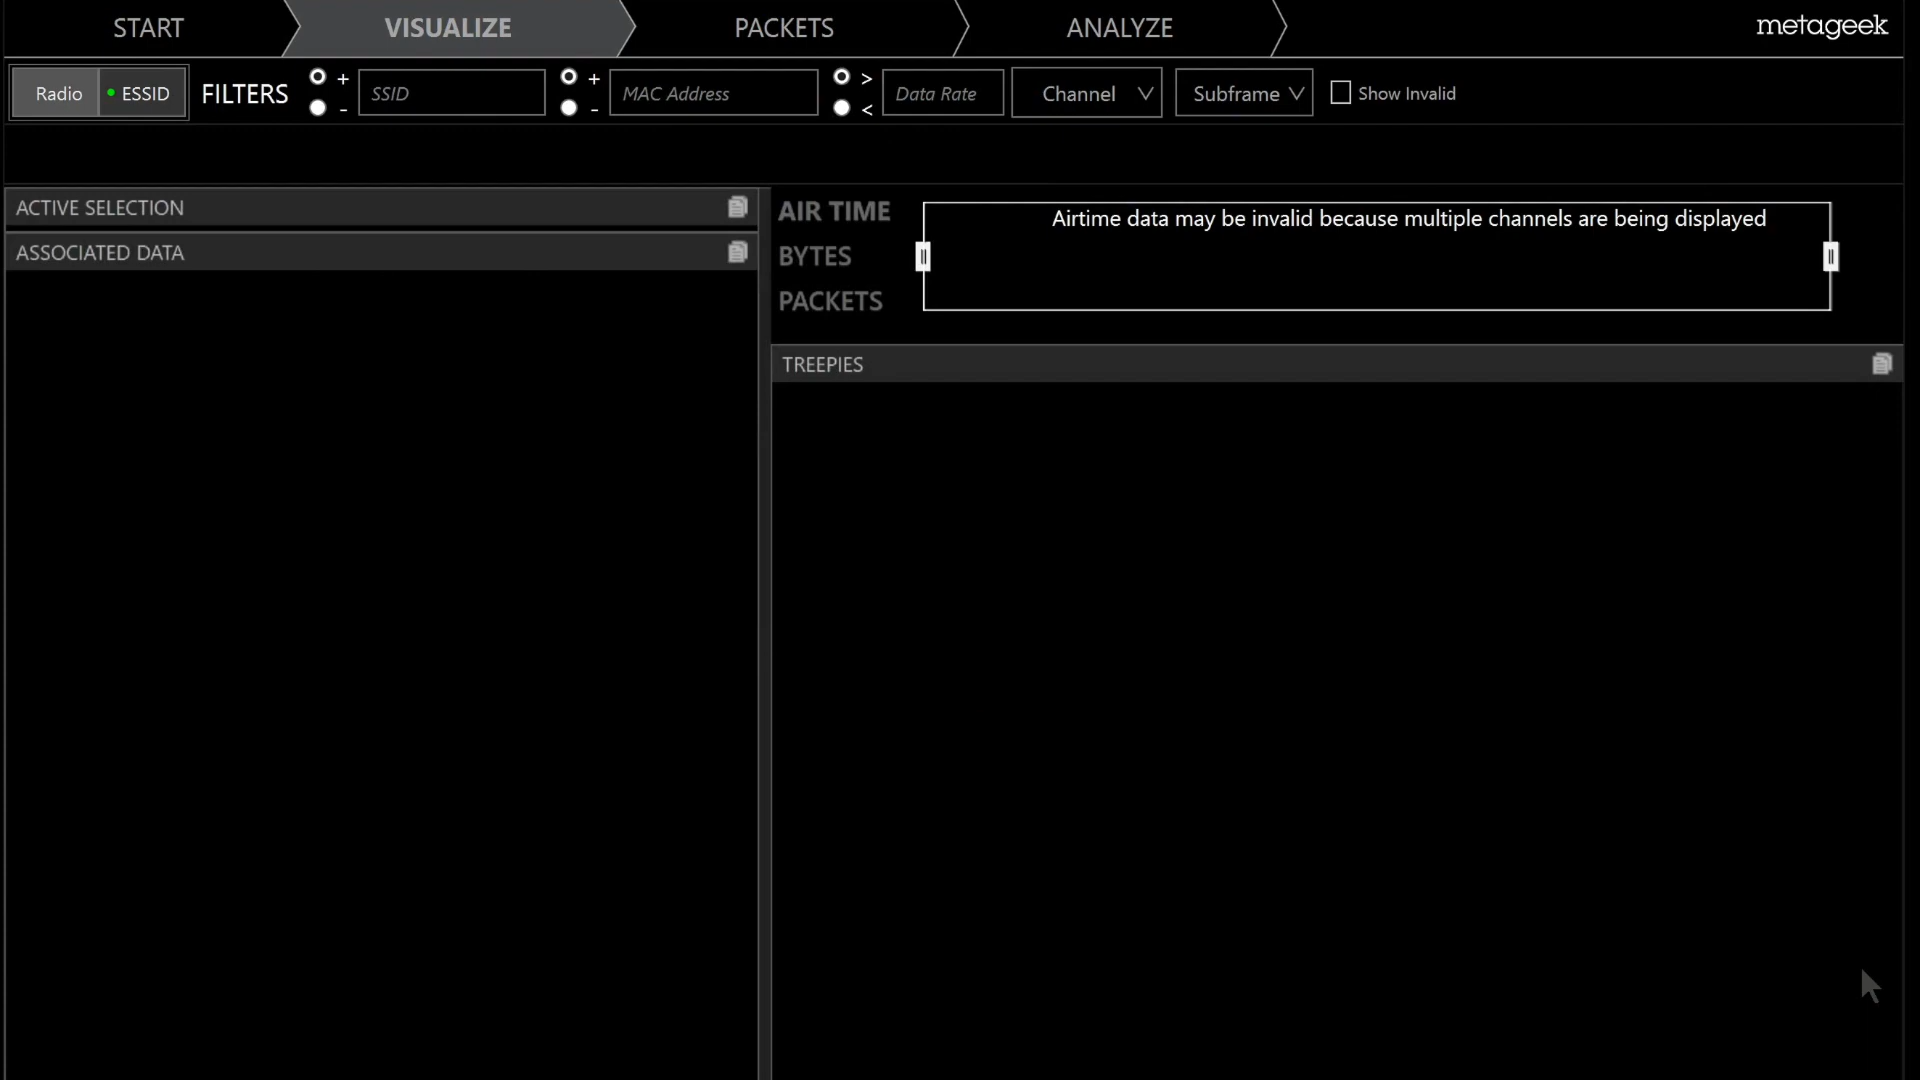 START VISUALIZE PACKETS ANALYZE metageek
Radio ESSID FILTERS + - SSID + - MAC Address > < Data Rate Channel Subframe Show Invalid
ACTIVE SELECTION
ASSOCIATED DATA
AIR TIME
BYTES
PACKETS
Airtime data may be invalid because multiple channels are being displayed
TREEPIES